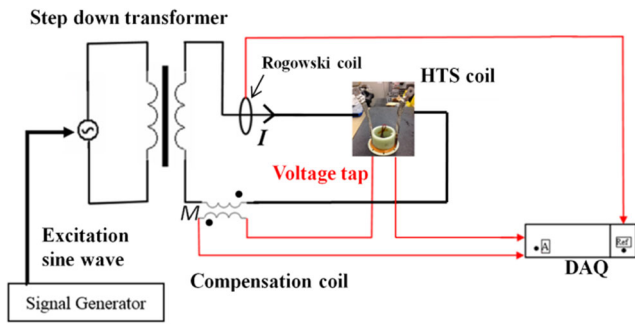 Step down transformer
Rogowski coil
HTS coil
I
Voltage tap
M
Excitation
sine wave
A
Ref
DAQ
Compensation coil
Signal Generator